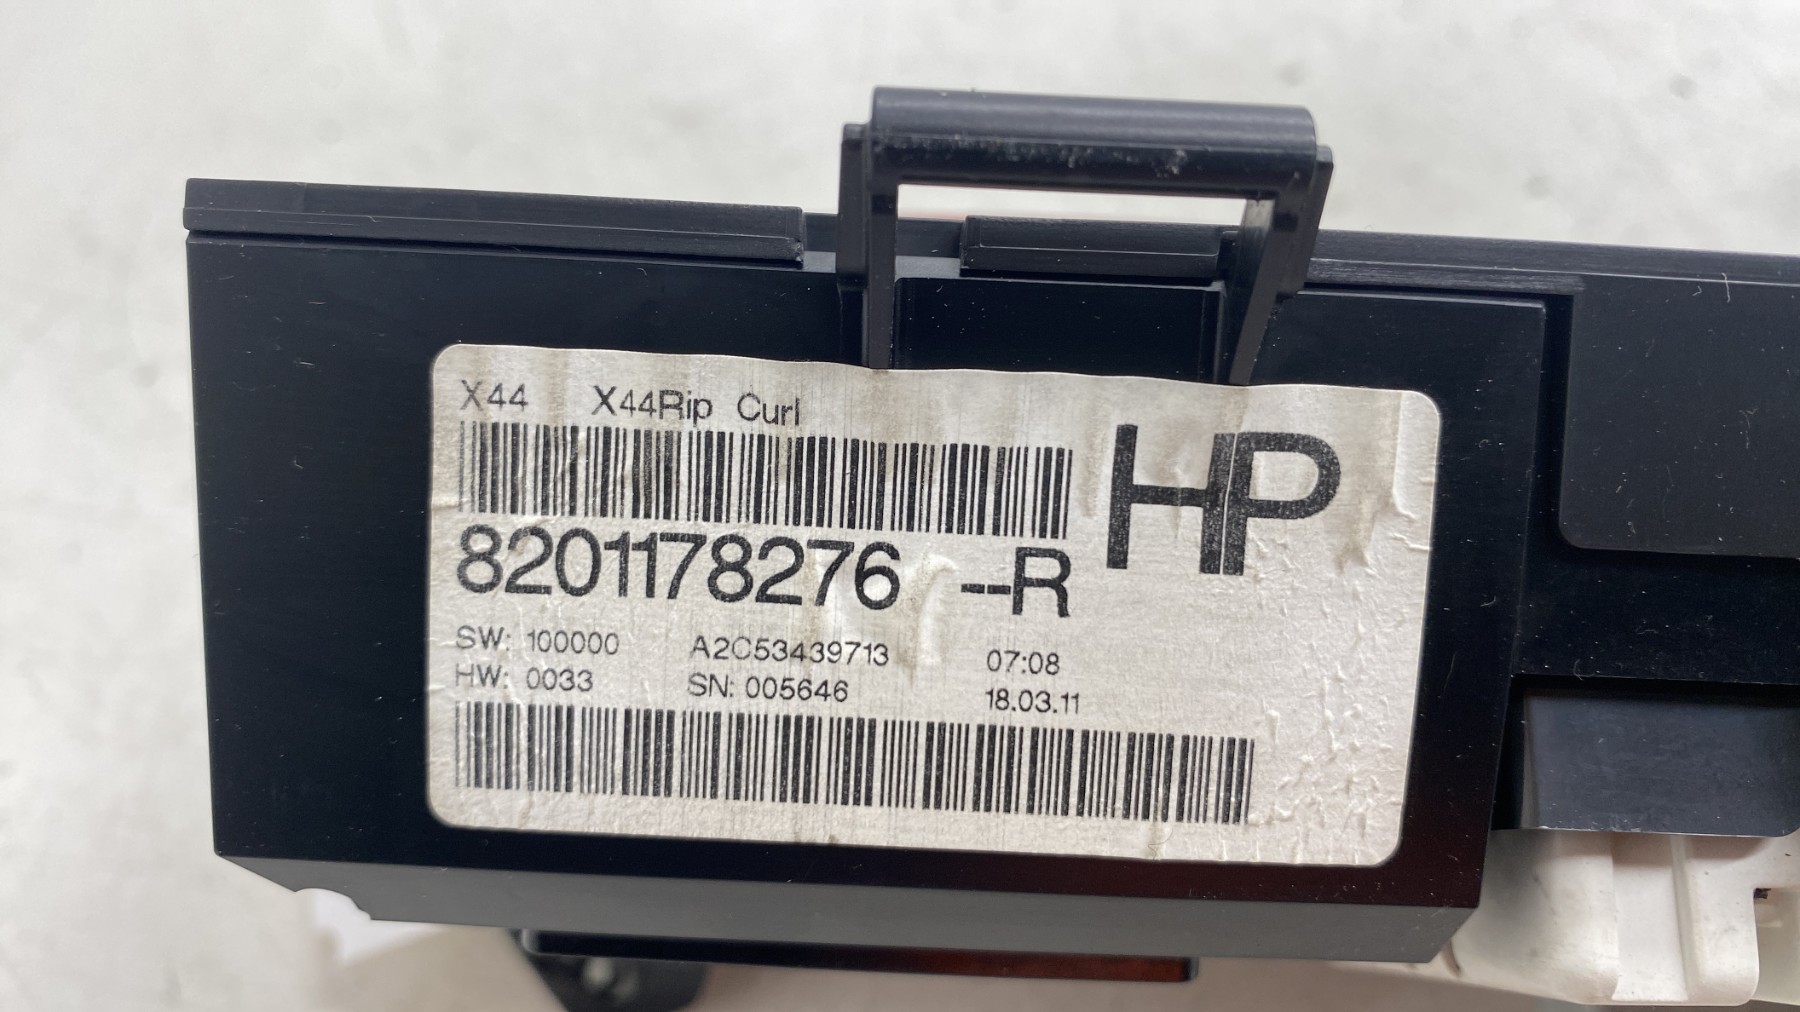 X44 X44Rip Curl
HP
8201178276 --R
SW: 100000 A2C53439713 07:08
HW: 0033 SN: 005646 18.03.11